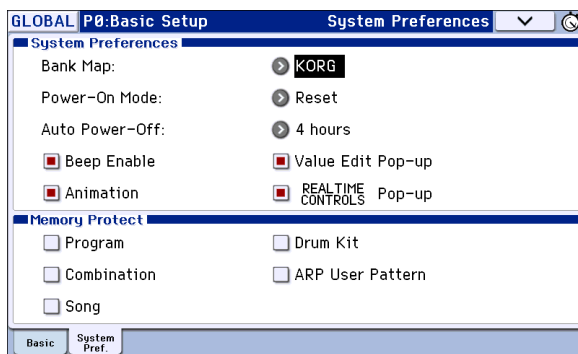 GLOBAL P0:Basic Setup System Preferences
System Preferences
Bank Map: KORG
Power-On Mode: Reset
Auto Power-Off: 4 hours
Beep Enable Value Edit Pop-up
Animation REALTIME CONTROLS Pop-up
Memory Protect
Program Drum Kit
Combination ARP User Pattern
Song
Basic System Pref.